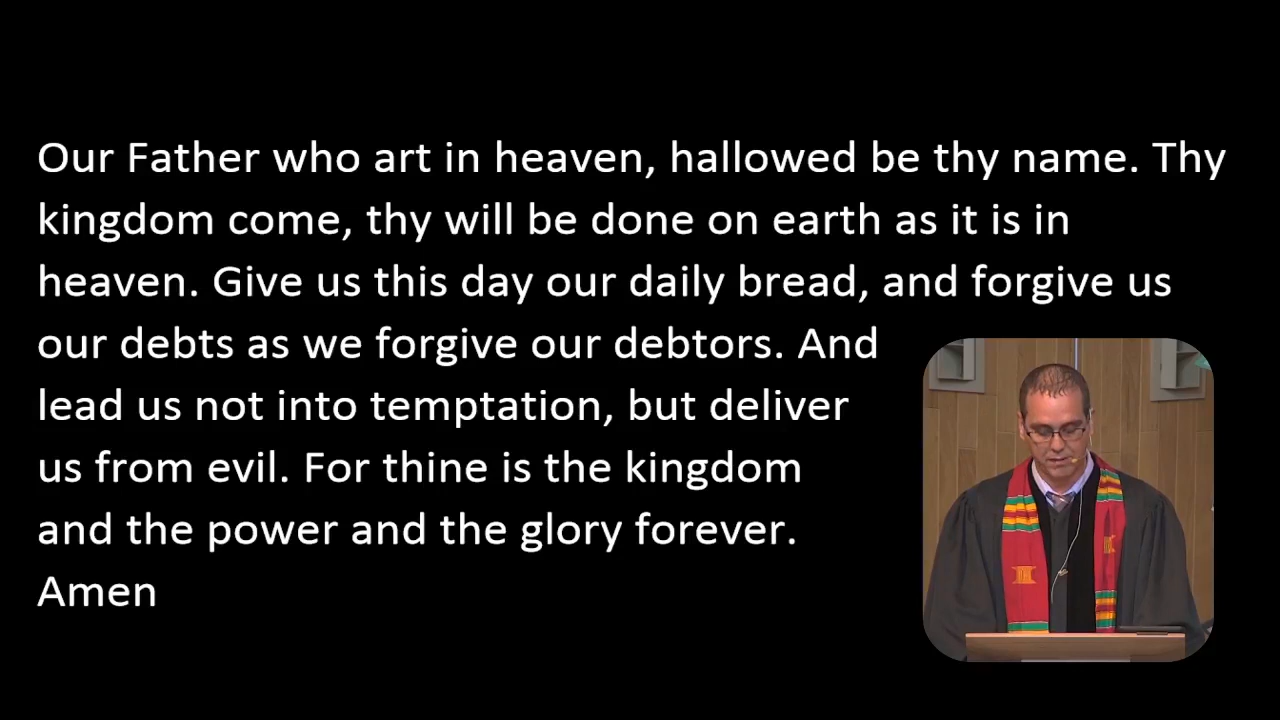 Our Father who art in heaven, hallowed be thy name. Thy
kingdom come, thy will be done on earth as it is in
heaven. Give us this day our daily bread, and forgive us
our debts as we forgive our debtors. And
lead us not into temptation, but deliver
us from evil. For thine is the kingdom
and the power and the glory forever.
Amen